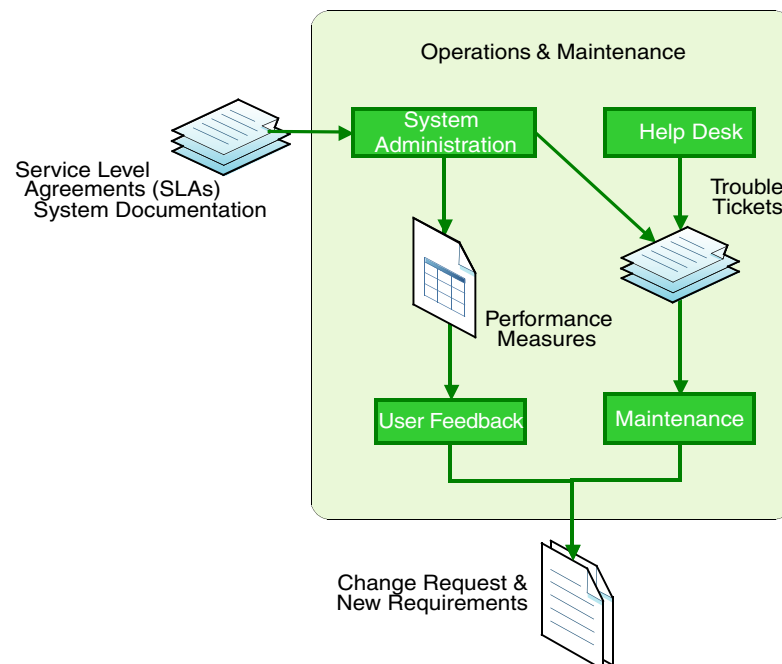 Operations & Maintenance
System
Administration
Help Desk
Service Level
Agreements (SLAs)
System Documentation
Trouble
Tickets
Performance
Measures
User Feedback
Maintenance
Change Request &
New Requirements